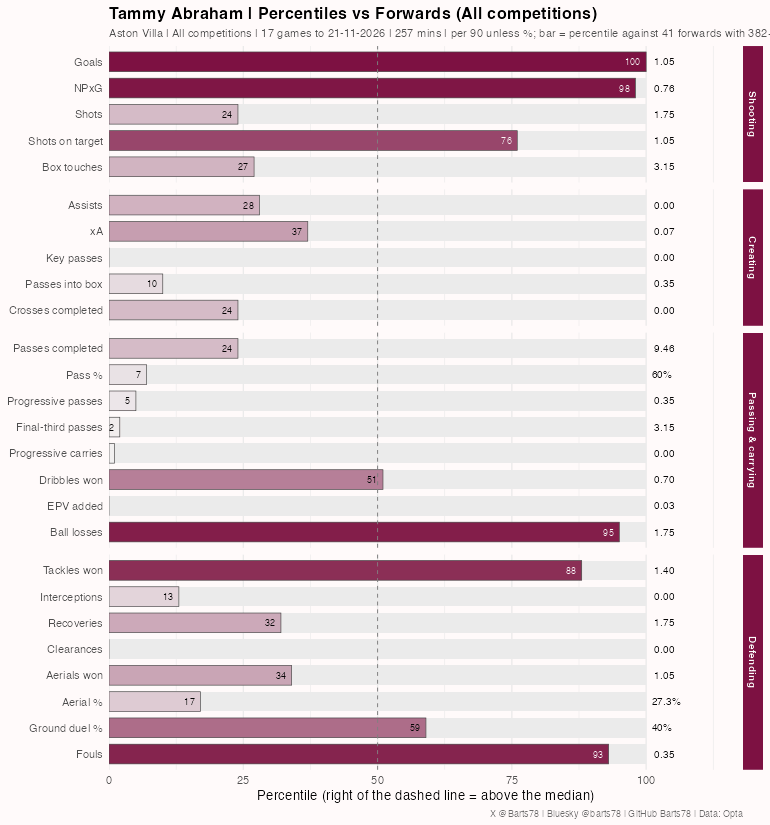 Tammy Abraham | Percentiles vs Forwards (All competitions)
Aston Villa | All competitions | 17 games to 21-11-2026 | 257 mins | per 90 unless %; bar = percentile against 41 forwards with 382-
Shooting
Goals 100 1.05
NPxG 98 0.76
Shots 24 1.75
Shots on target 76 1.05
Box touches 27 3.15
Creating
Assists 28 0.00
xA 37 0.07
Key passes 0.00
Passes into box 10 0.35
Crosses completed 24 0.00
Passing & carrying
Passes completed 24 9.46
Pass % 7 60%
Progressive passes 5 0.35
Final-third passes 2 3.15
Progressive carries 0.00
Dribbles won 51 0.70
EPV added 0.03
Ball losses 95 1.75
Defending
Tackles won 88 1.40
Interceptions 13 0.00
Recoveries 32 1.75
Clearances 0.00
Aerials won 34 1.05
Aerial % 17 27.3%
Ground duel % 59 40%
Fouls 93 0.35
0 25 50 75 100
Percentile (right of the dashed line = above the median)
X @Barts78 | Bluesky @barts78 | GitHub Barts78 | Data: Opta